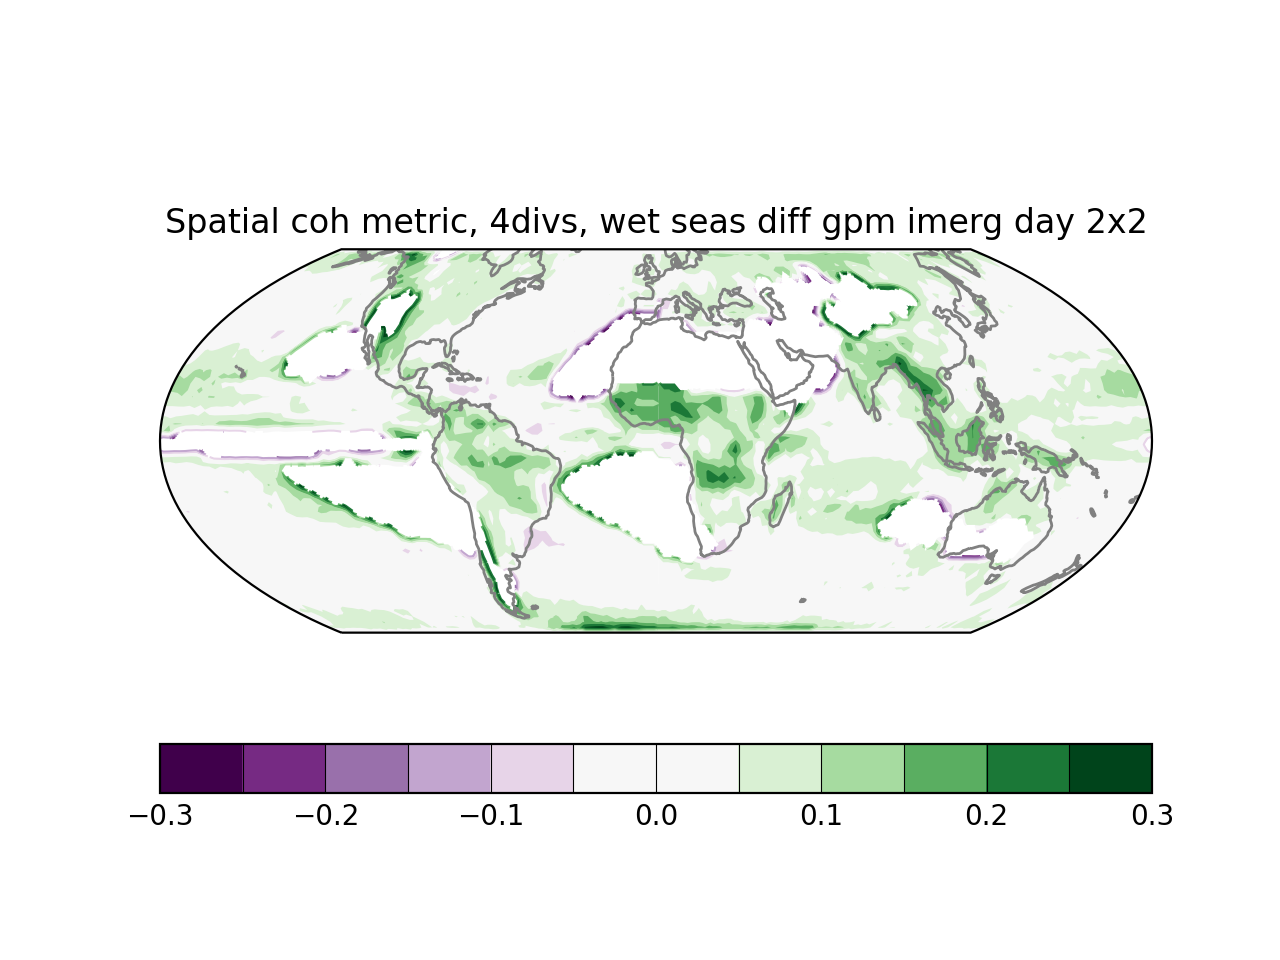 Spatial coh metric, 4divs, wet seas diff gpm imerg day 2x2
−0.3 −0.2 −0.1 0.0 0.1 0.2 0.3